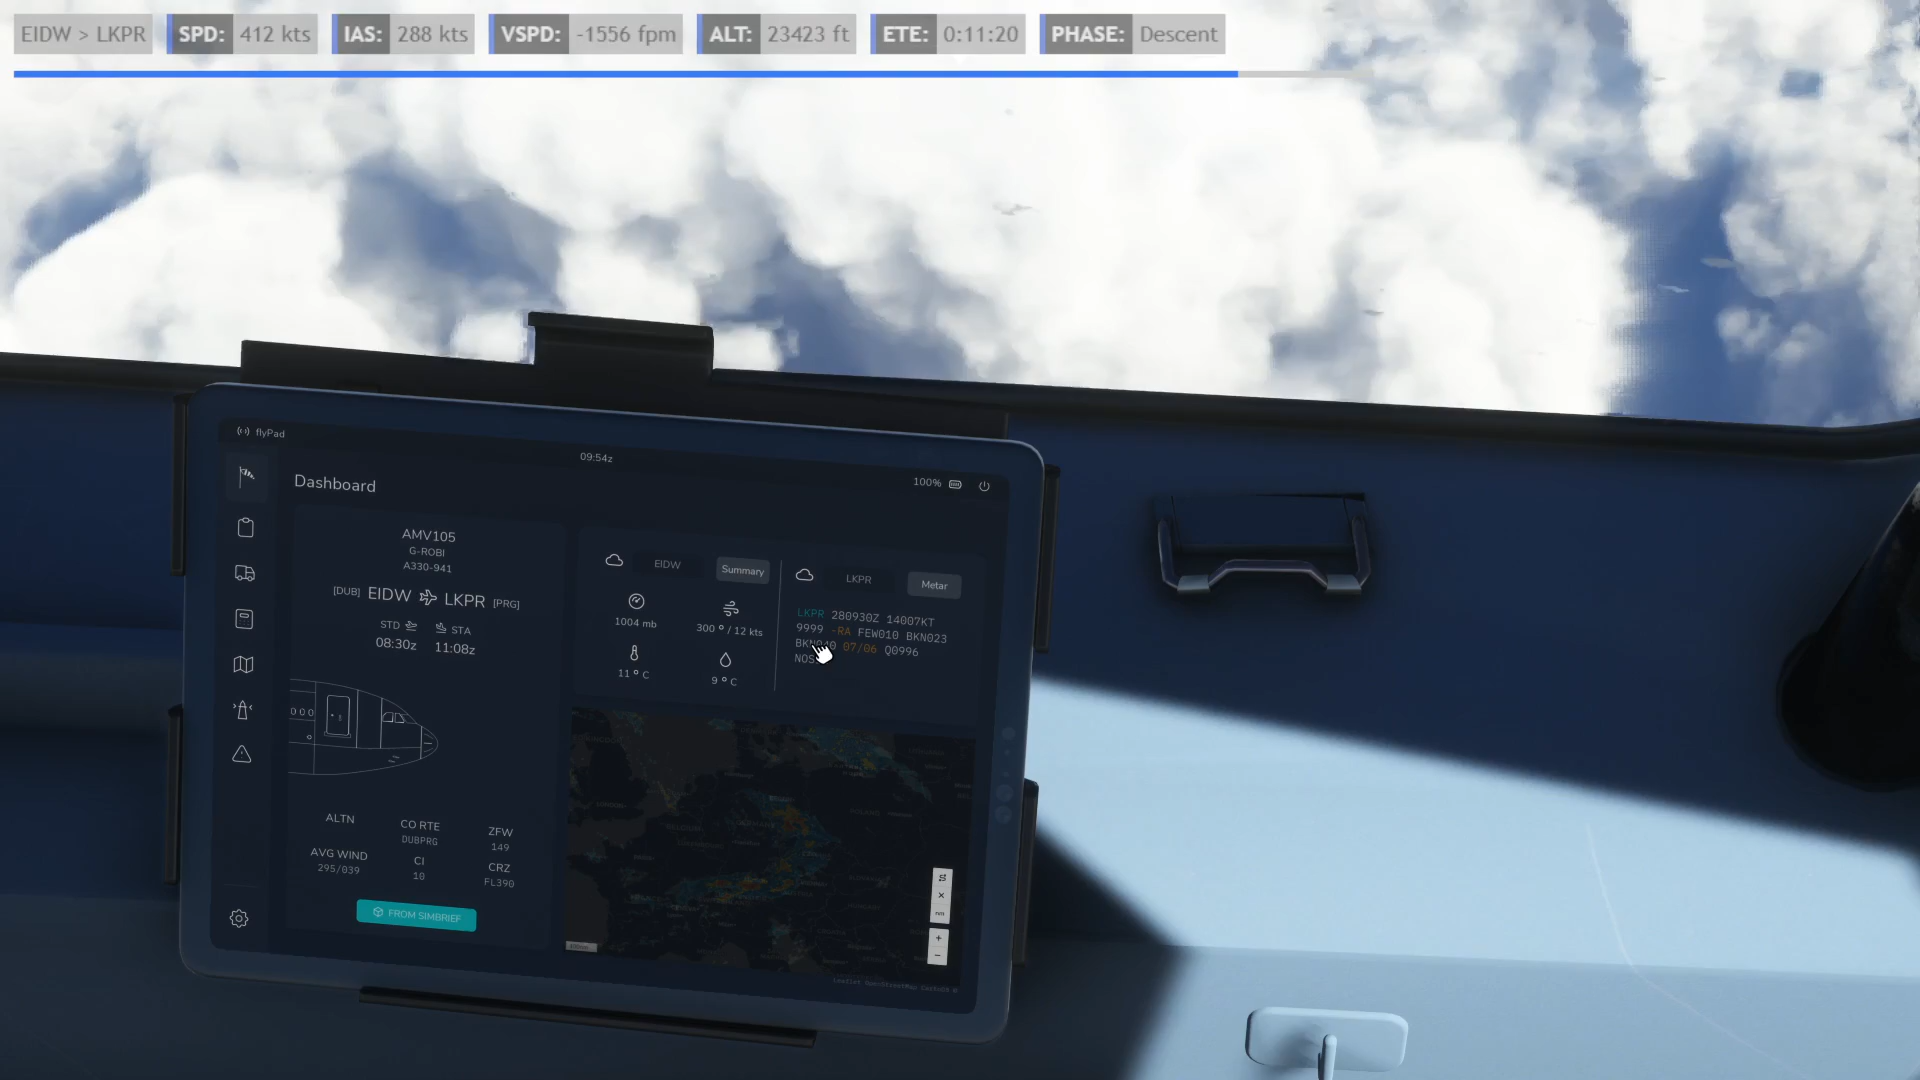 EIDW > LKPR SPD: 412 kts IAS: 288 kts VSPD: -1556 fpm ALT: 23423 ft ETE: 0:11:20 PHASE: Descent
flyPad
09:54z
100%
Dashboard
AMV105
G-ROBI
A330-941
[DUB] EIDW LKPR [PRG]
STD STA
08:30z 11:08z
ALTN CO RTE ZFW
DUBPRG 149
AVG WIND CI CRZ
295/039 10 FL390
FROM SIMBRIEF
EIDW Summary
1004 mb 300 ° / 12 kts
11 ° C 9 ° C
LKPR Metar
LKPR 280930Z 14007KT
9999 -RA FEW010 BKN023
07/06 Q0996